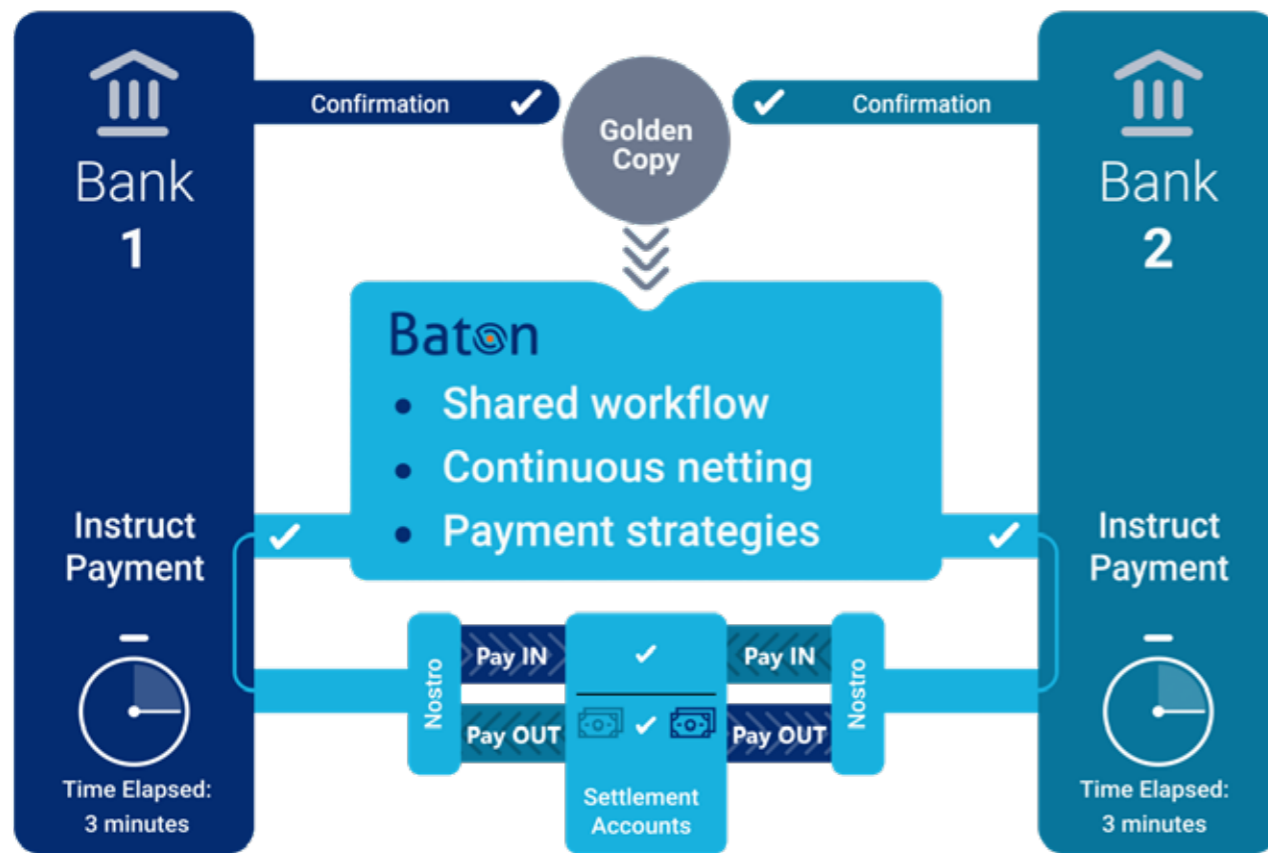 Bank
1
Instruct
Payment
Time Elapsed:
3 minutes
Confirmation
Golden
Copy
Confirmation
Baton
• Shared workflow
• Continuous netting
• Payment strategies
Nostro
Pay IN
Pay OUT
Settlement
Accounts
Pay IN
Pay OUT
Nostro
Bank
2
Instruct
Payment
Time Elapsed:
3 minutes